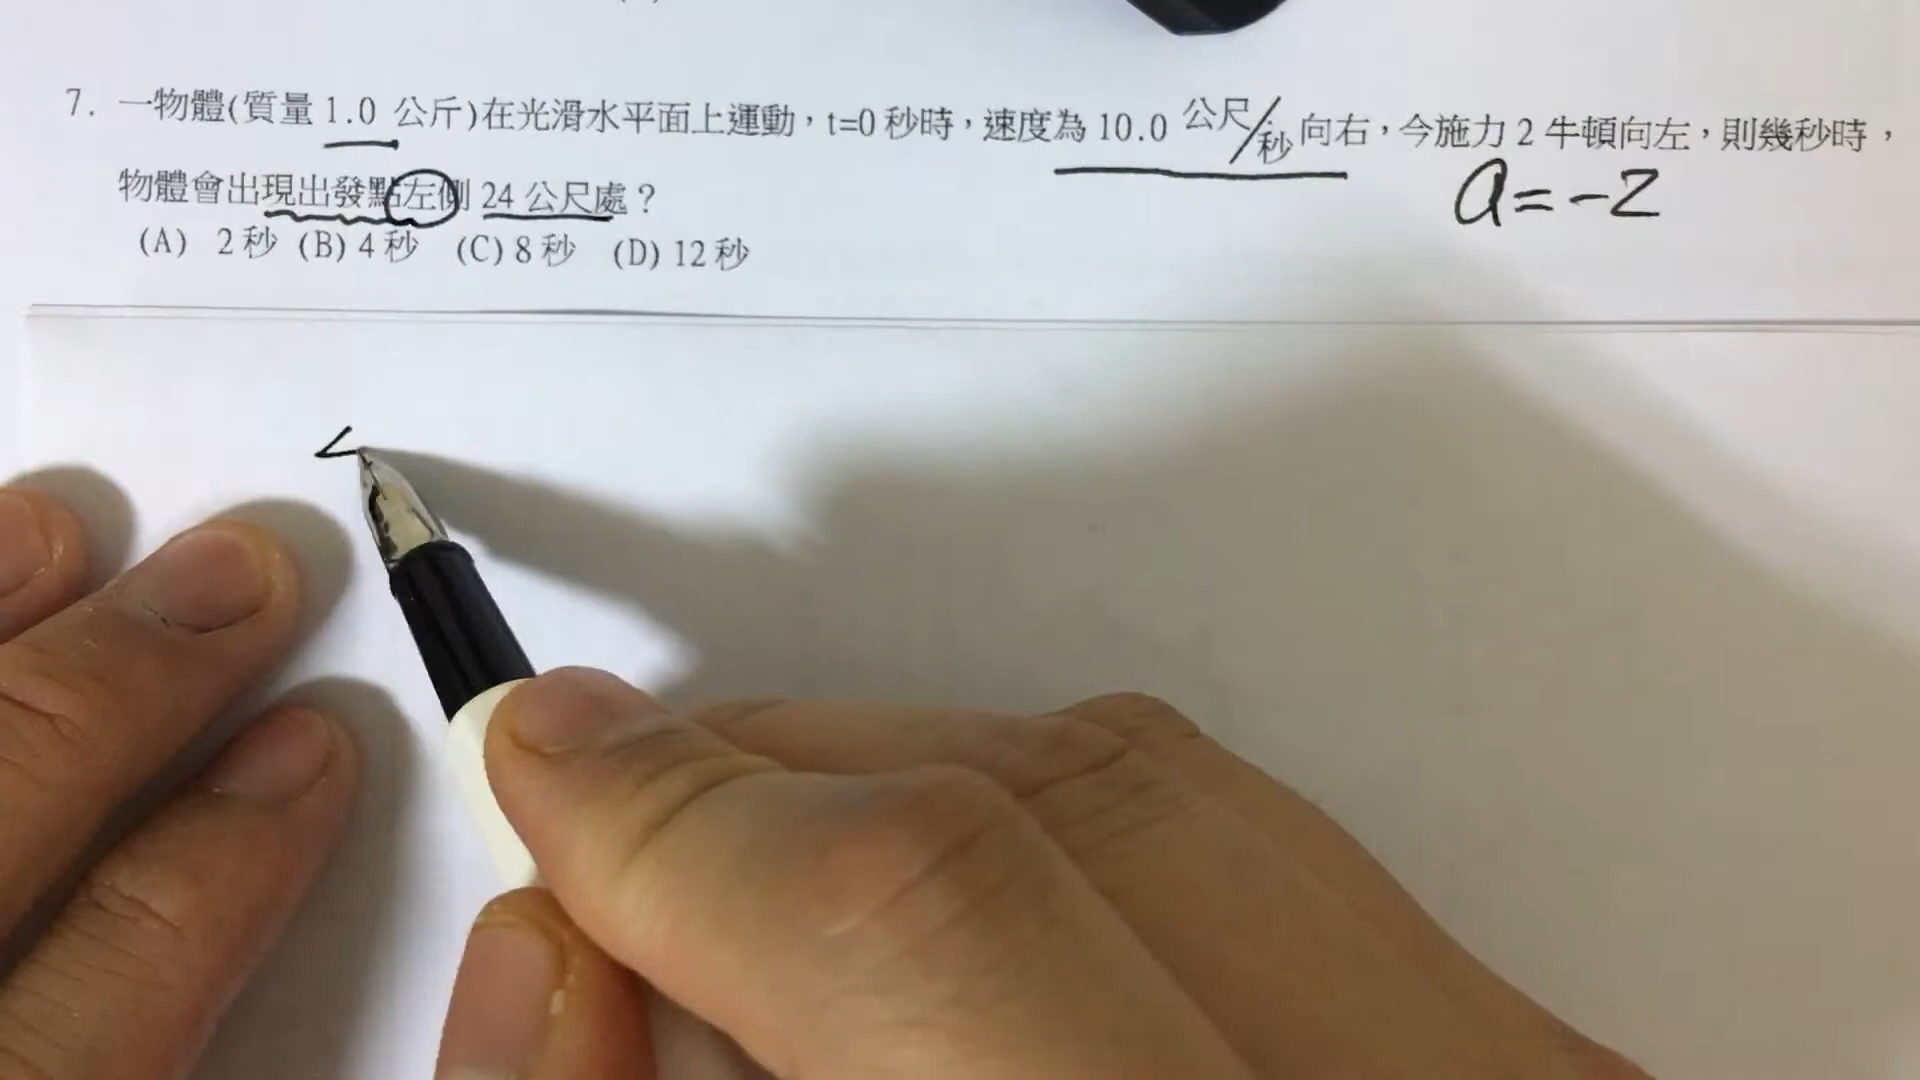 7. 一物體(質量 1.0 公斤)在光滑水平面上運動，t=0 秒時，速度為 10.0 公尺/秒 向右，今施力 2 牛頓向左，則幾秒時，
物體會出現出發點左側 24 公尺處？
a=-2
(A) 2 秒 (B) 4 秒 (C) 8 秒 (D) 12 秒